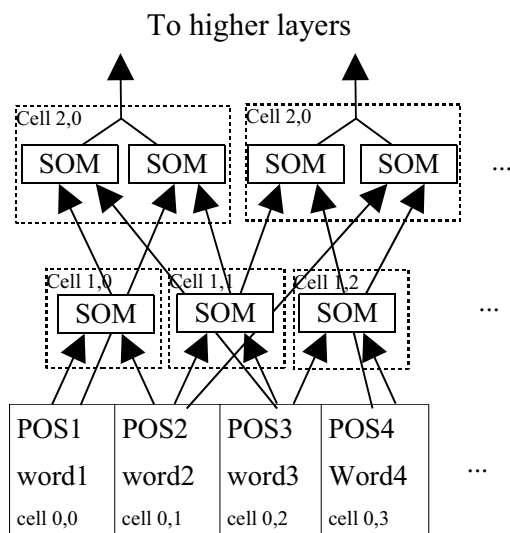 To higher layers
Cell 2,0 Cell 2,0
SOM SOM SOM SOM ...
Cell 1,0 Cell 1,1 Cell 1,2
SOM SOM SOM ...
POS1 POS2 POS3 POS4
word1 word2 word3 Word4 ...
cell 0,0 cell 0,1 cell 0,2 cell 0,3